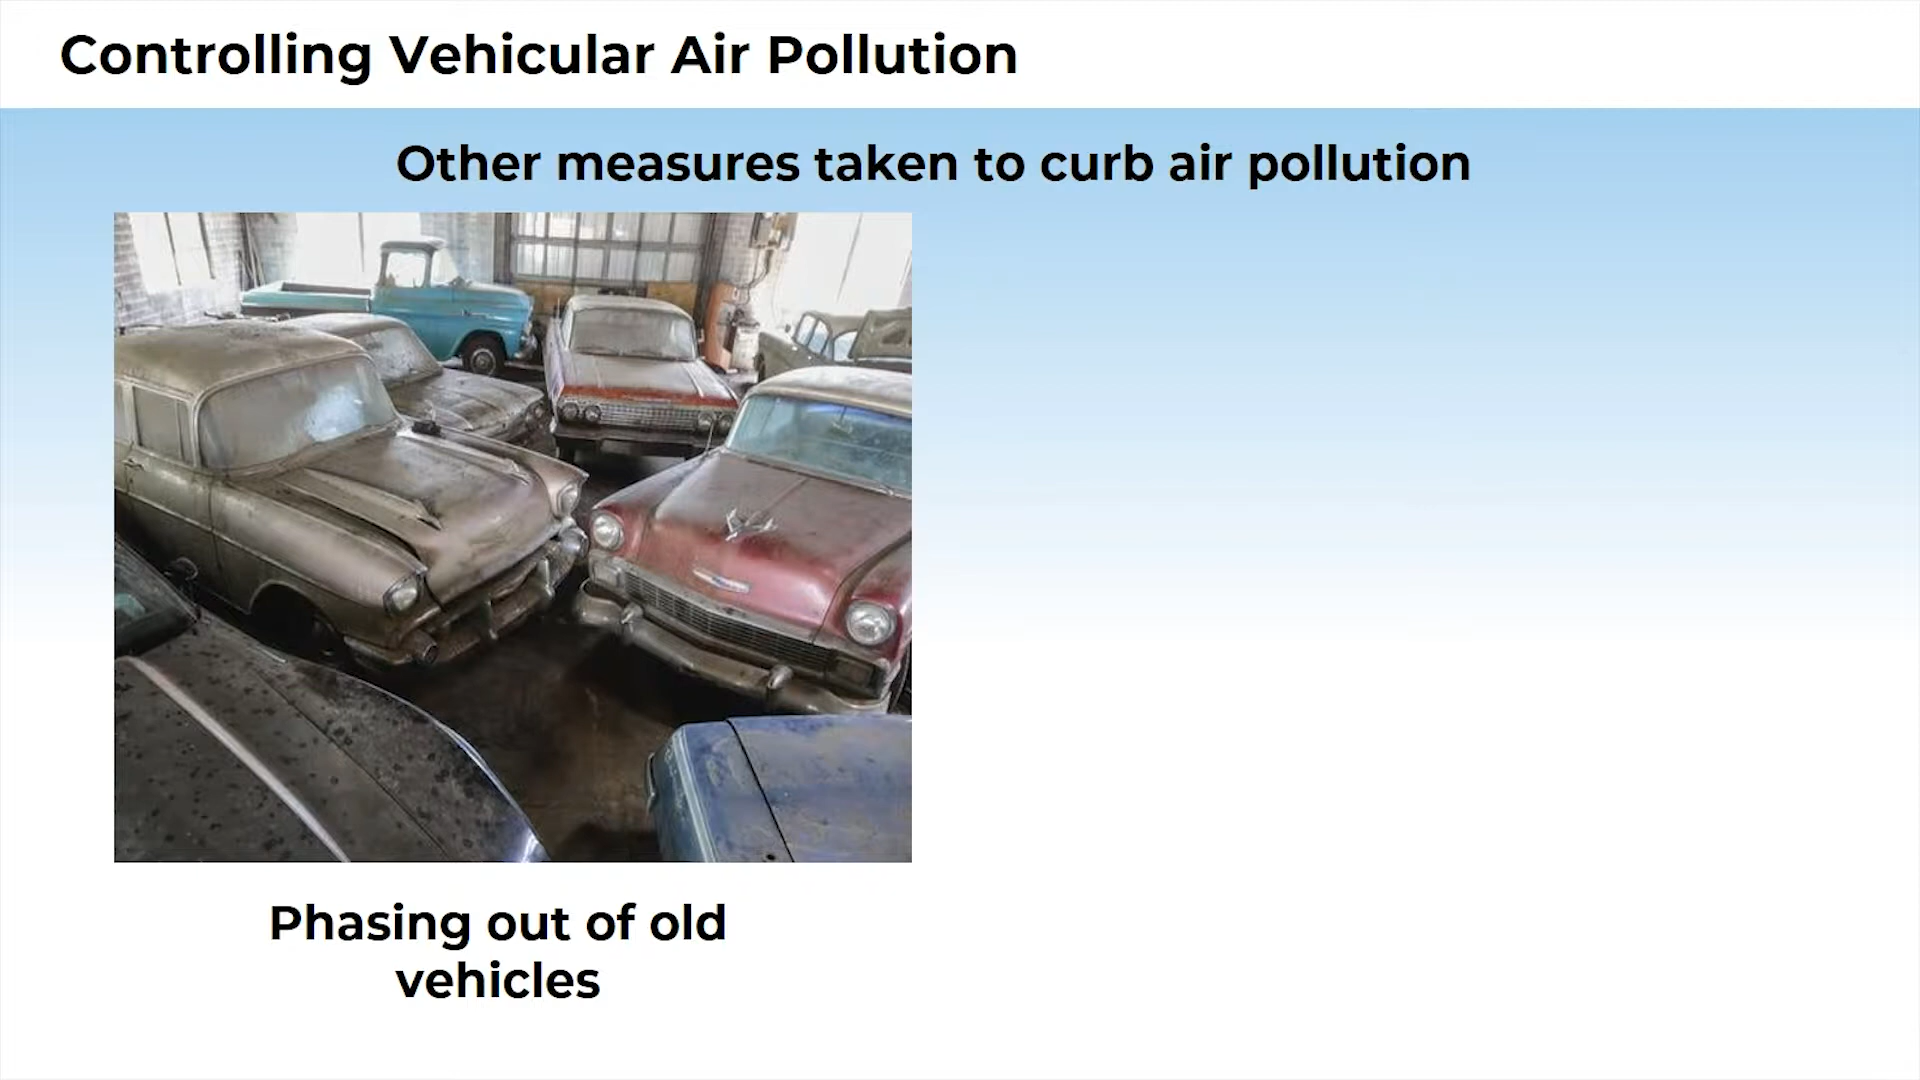 Controlling Vehicular Air Pollution
Other measures taken to curb air pollution
Phasing out of old
vehicles